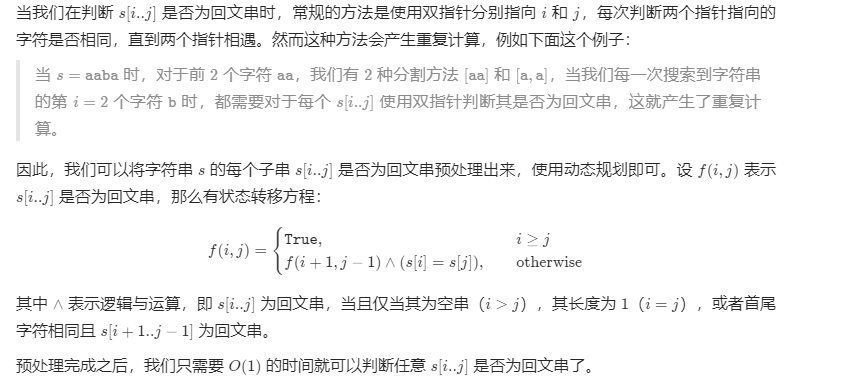 当我们在判断 s[i..j] 是否为回文串时，常规的方法是使用双指针分别指向 i 和 j，每次判断两个指针指向的
字符是否相同，直到两个指针相遇。然而这种方法会产生重复计算，例如下面这个例子：
当 s = aaba 时，对于前 2 个字符 aa，我们有 2 种分割方法 [aa] 和 [a, a]，当我们每一次搜索到字符串
的第 i = 2 个字符 b 时，都需要对于每个 s[i..j] 使用双指针判断其是否为回文串，这就产生了重复计
算。
因此，我们可以将字符串 s 的每个子串 s[i..j] 是否为回文串预处理出来，使用动态规划即可。设 f(i, j) 表示
s[i..j] 是否为回文串，那么有状态转移方程：
f(i, j) = { True, i ≥ j
f(i + 1, j − 1) ∧ (s[i] = s[j]), otherwise
其中 ∧ 表示逻辑与运算，即 s[i..j] 为回文串，当且仅当其为空串（i > j），其长度为 1（i = j），或者首尾
字符相同且 s[i + 1..j − 1] 为回文串。
预处理完成之后，我们只需要 O(1) 的时间就可以判断任意 s[i..j] 是否为回文串了。